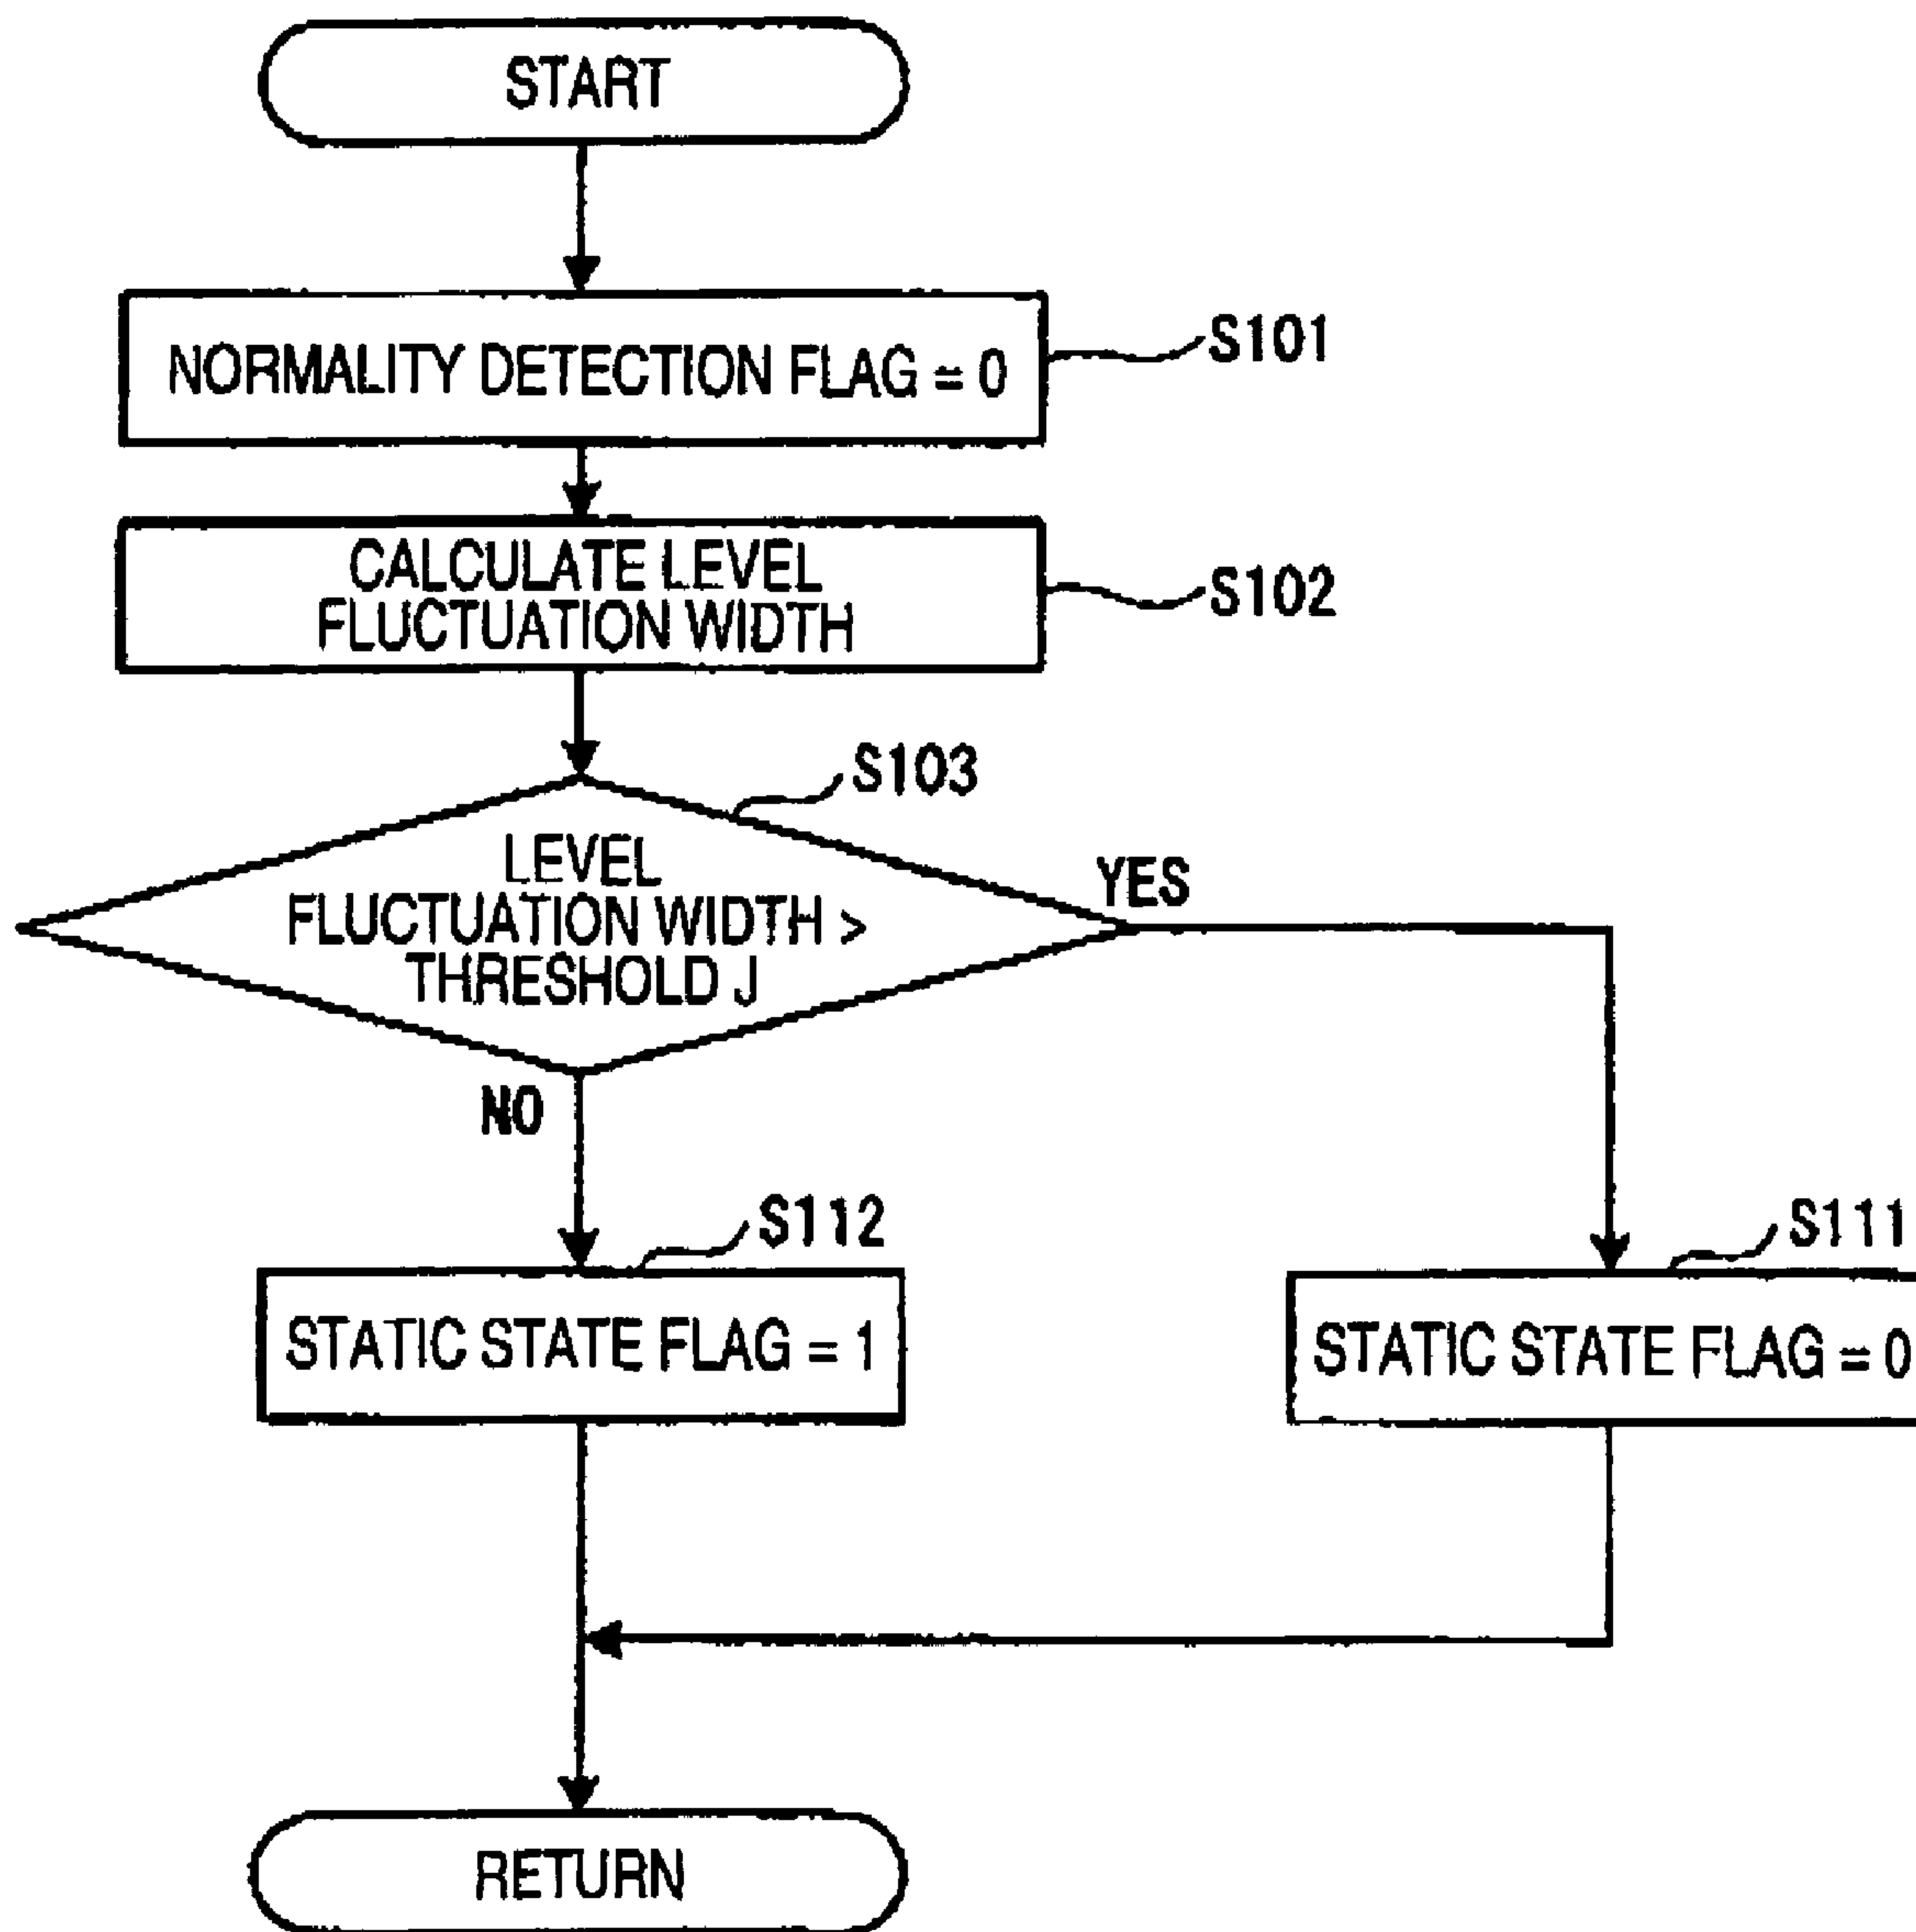 START
NORMALITY DETECTION FLAG = 0
S101
CALCULATE LEVEL
FLUCTUATION WIDTH
S102
S103
LEVEL
FLUCTUATION WIDTH >
THRESHOLD J
YES
NO
S112
S111
STATIC STATE FLAG = 1
STATIC STATE FLAG = 0
RETURN